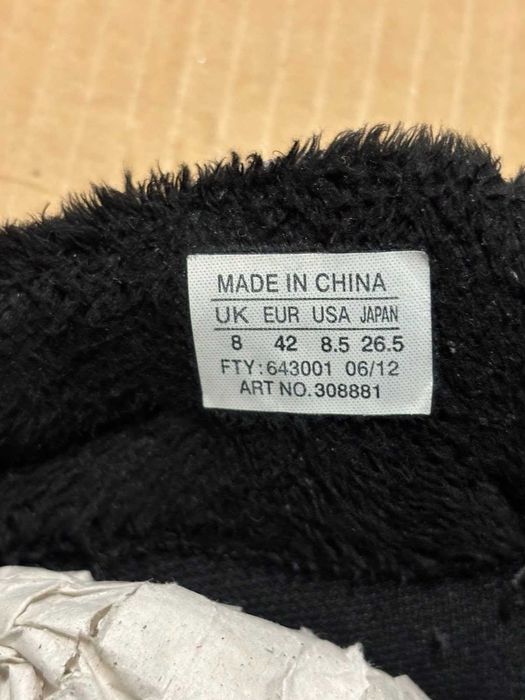 MADE IN CHINA
UK EUR USA JAPAN
8 42 8.5 26.5
FTY: 643001 06/12
ART NO. 308881